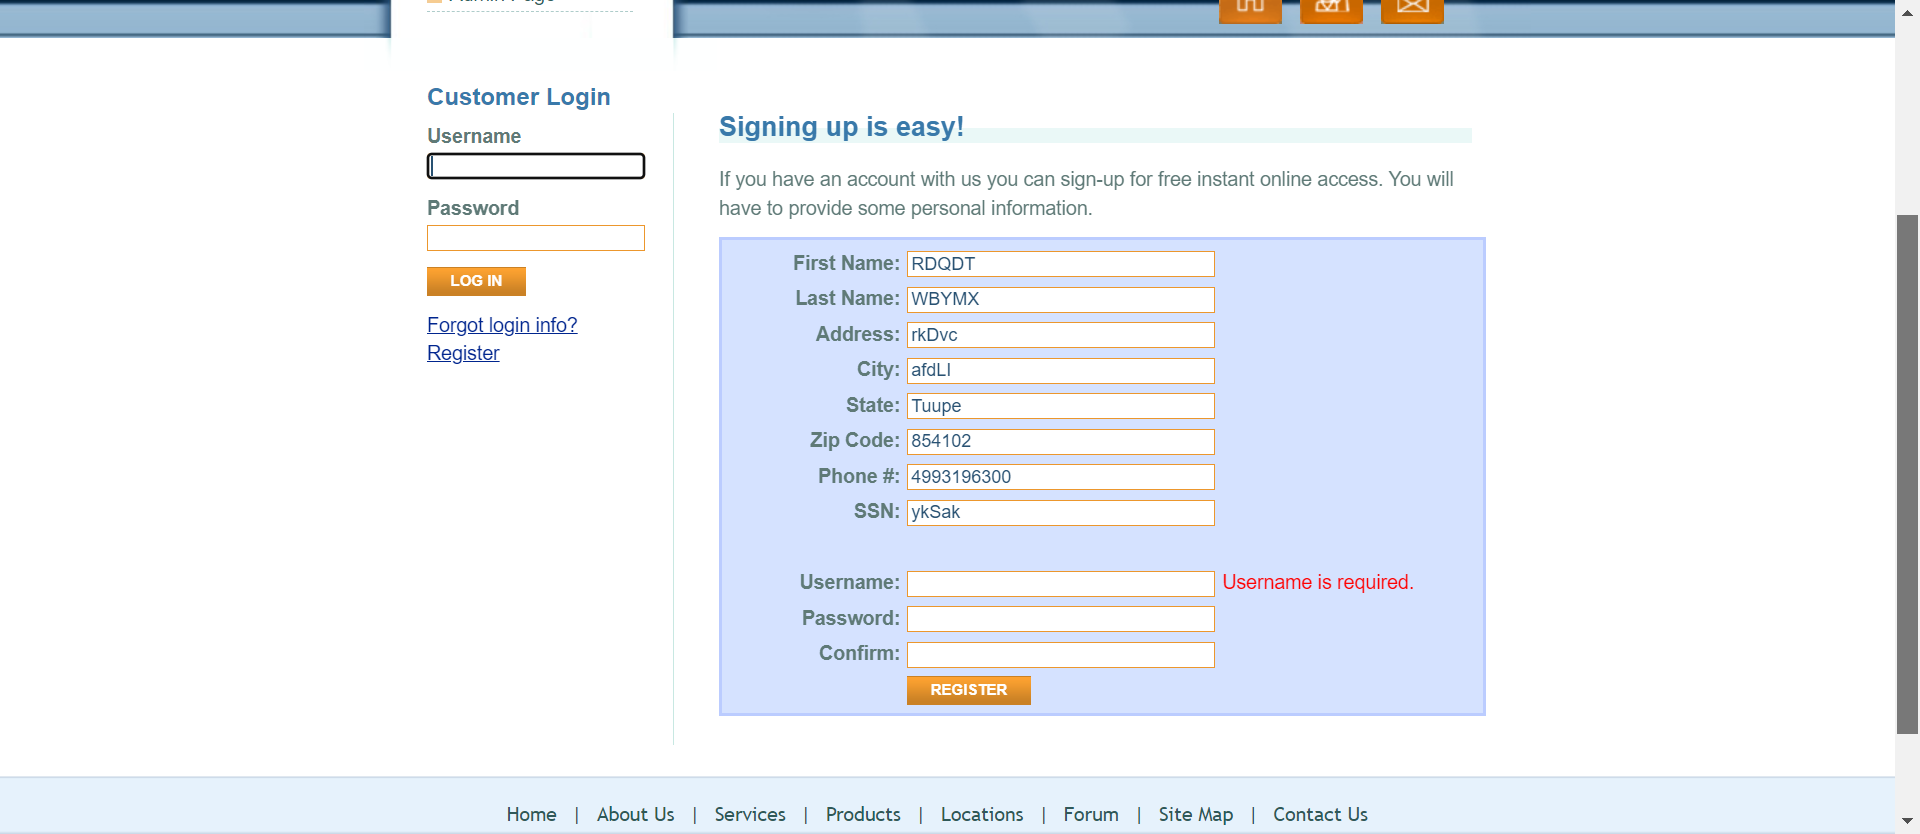 Admin Page
Customer Login
Username
Password
LOG IN
Forgot login info?
Register
Signing up is easy!
If you have an account with us you can sign-up for free instant online access. You will
have to provide some personal information.
First Name: RDQDT
Last Name: WBYMX
Address: rkDvc
City: afdLI
State: Tuupe
Zip Code: 854102
Phone #: 4993196300
SSN: ykSak
Username: Username is required.
Password:
Confirm:
REGISTER
Home | About Us | Services | Products | Locations | Forum | Site Map | Contact Us